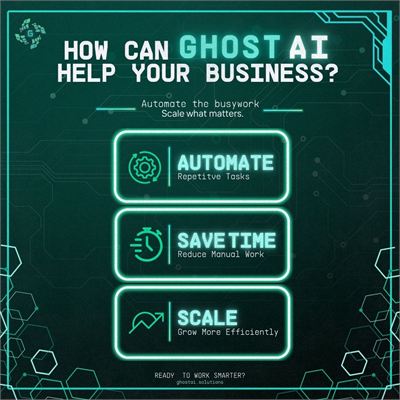 G
HOW CAN GHOST AI
HELP YOUR BUSINESS?
Automate the busywork
Scale what matters.
AUTOMATE
Repetitve Tasks
SAVE TIME
Reduce Manual Work
SCALE
Grow More Efficiently
READY TO WORK SMARTER?
ghostai.solutions